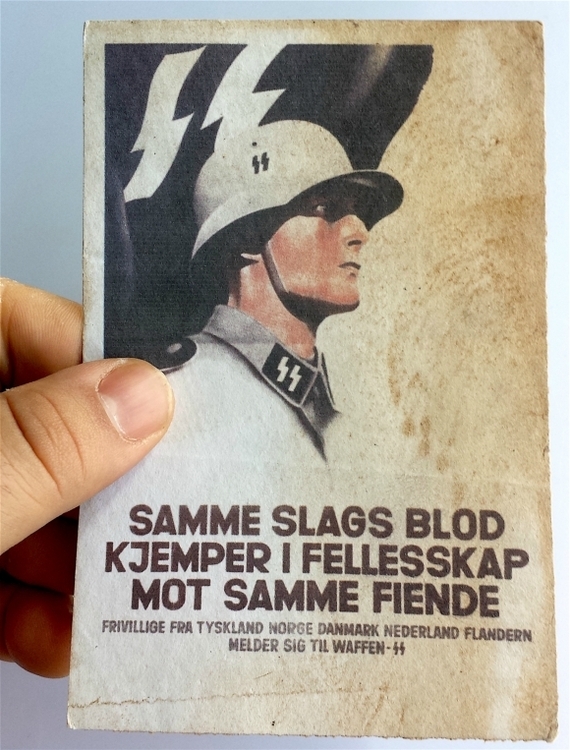 SAMME SLAGS BLOD
KJEMPER I FELLESSKAP
MOT SAMME FIENDE
FRIVILLIGE FRA TYSKLAND NORGE DANMARK NEDERLAND FLANDERN
MELDER SIG TIL WAFFEN-ᛋᛋ